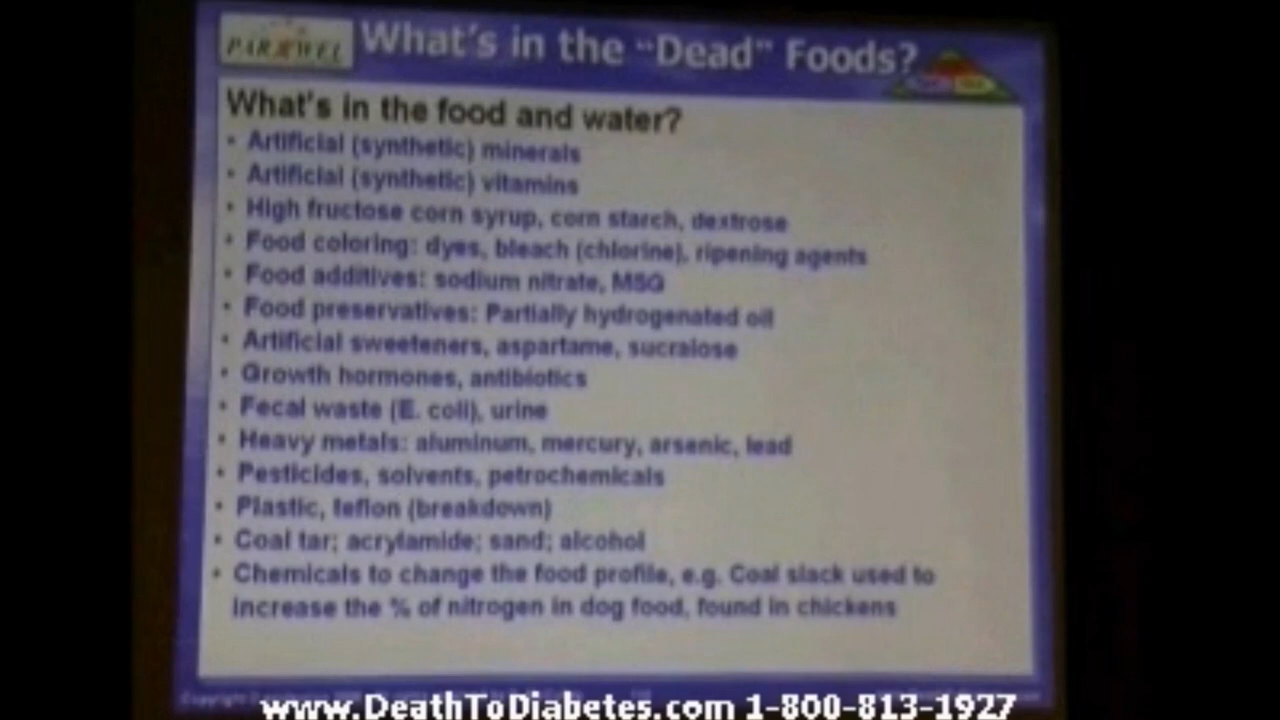 PAR WEL
What's in the “Dead” Foods?
What's in the food and water?
• Artificial (synthetic) minerals
• Artificial (synthetic) vitamins
• High fructose corn syrup, corn starch, dextrose
• Food coloring: dyes, bleach (chlorine), ripening agents
• Food additives: sodium nitrate, MSG
• Food preservatives: Partially hydrogenated oil
• Artificial sweeteners, aspartame, sucralose
• Growth hormones, antibiotics
• Fecal waste (E. coli), urine
• Heavy metals: aluminum, mercury, arsenic, lead
• Pesticides, solvents, petrochemicals
• Plastic, teflon (breakdown)
• Coal tar; acrylamide; sand; alcohol
• Chemicals to change the food profile, e.g. Coal slack used to
increase the % of nitrogen in dog food, found in chickens
Copyright
www.DeathToDiabetes.com 1-800-813-1927